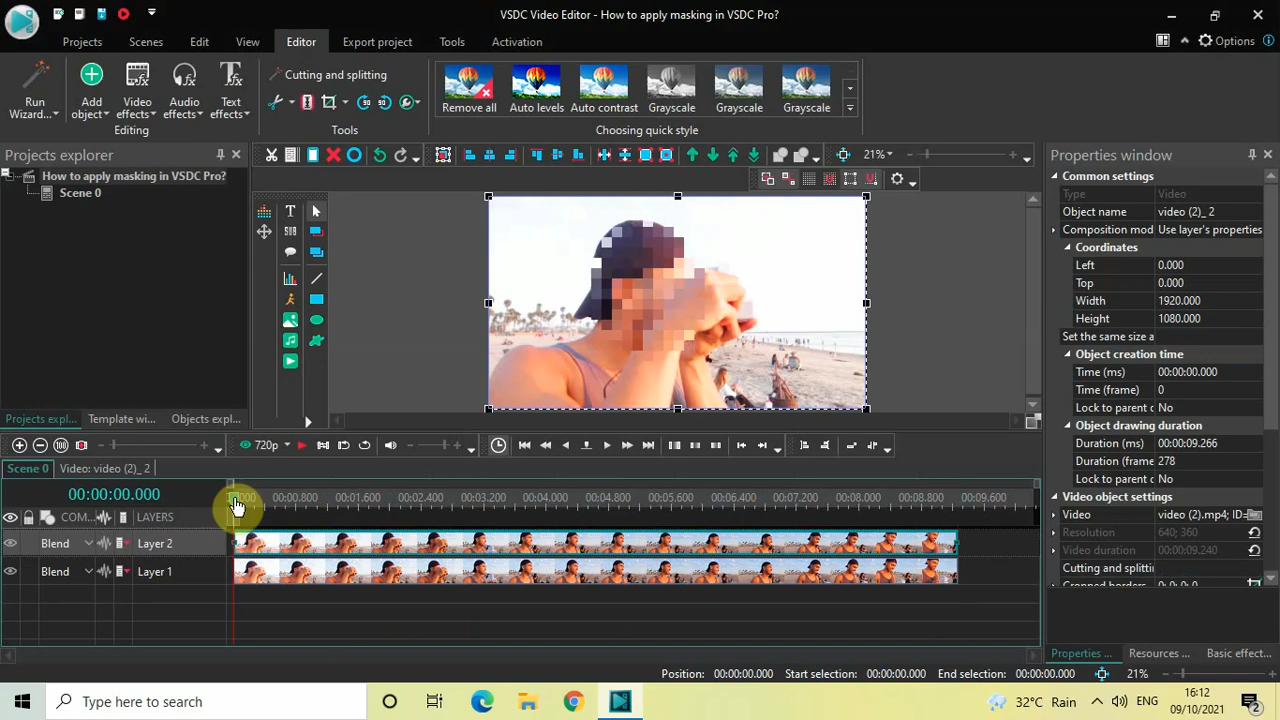 VSDC Video Editor - How to apply masking in VSDC Pro?
Projects Scenes Edit View Editor Export project Tools Activation
Options
Run Wizard...
Add object
Video effects
Audio effects
Text effects
Editing
Cutting and splitting
Tools
Remove all
Auto levels
Auto contrast
Grayscale
Grayscale
Grayscale
Choosing quick style
Projects explorer
How to apply masking in VSDC Pro?
Scene 0
21%
Properties window
Common settings
Type Video
Object name video (2)_ 2
Composition mod Use layer's properties
Coordinates
Left 0.000
Top 0.000
Width 1920.000
Height 1080.000
Set the same size a
Object creation time
Time (ms) 00:00:00.000
Time (frame) 0
Lock to parent c No
Object drawing duration
Duration (ms) 00:00:09.266
Duration (frame 278
Lock to parent c No
Video object settings
Video video (2).mp4; ID=
Resolution 640; 360
Video duration 00:00:09.240
Cutting and splitti
Cropped borders 0; 0; 0; 0
Projects expl... Template wi... Objects expl...
720p
Scene 0 Video: video (2)_ 2
00:00:00.000
000 00:00.800 00:01.600 00:02.400 00:03.200 00:04.000 00:04.800 00:05.600 00:06.400 00:07.200 00:08.000 00:08.800 00:09.600
COM... LAYERS
Blend Layer 2
Blend Layer 1
Properties ... Resources ... Basic effect...
Position: 00:00:00.000 Start selection: 00:00:00.000 End selection: 00:00:00.000 21%
Type here to search
32°C Rain
ENG
16:12
09/10/2021
2